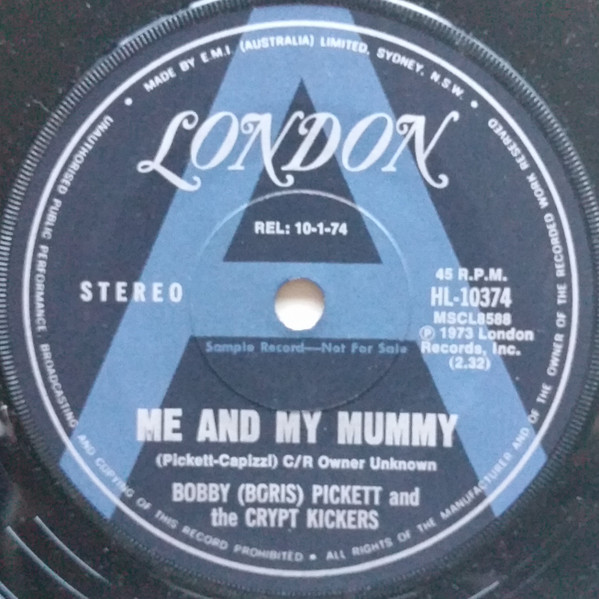 MADE BY E.M.I (AUSTRALIA) LIMITED, SYDNEY, N.S.W.
LONDON
REL: 10-1-74
STEREO
45 R.P.M.
HL-10374
MSCL8588
℗ 1973 London
Records, Inc.
(2.32)
Sample Record—Not For Sale
ME AND MY MUMMY
(Pickett-Capizzi) C/R Owner Unknown
BOBBY (BORIS) PICKETT and
the CRYPT KICKERS
UNAUTHORISED PUBLIC PERFORMANCE, BROADCASTING AND COPYING OF THIS RECORD PROHIBITED • ALL RIGHTS OF THE MANUFACTURER AND OF THE OWNER OF THE RECORDED WORK RESERVED
A